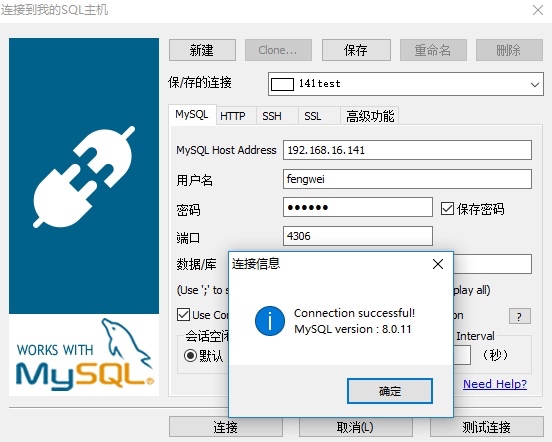 连接到我的SQL主机
新建 Clone... 保存 重命名 删除
保/存的连接 141test
MySQL HTTP SSH SSL 高级功能
MySQL Host Address 192.168.16.141
用户名 fengwei
密码 ●●●●●● 保存密码
端口 4306
数据/库
连接信息
(Use ';' to s
play all)
Connection successful!
MySQL version : 8.0.11
Use Con
on ?
会话空闲
Interval
默认
(秒)
确定
WORKS WITH
MySQL®
Need Help?
连接 取消(L) 测试连接